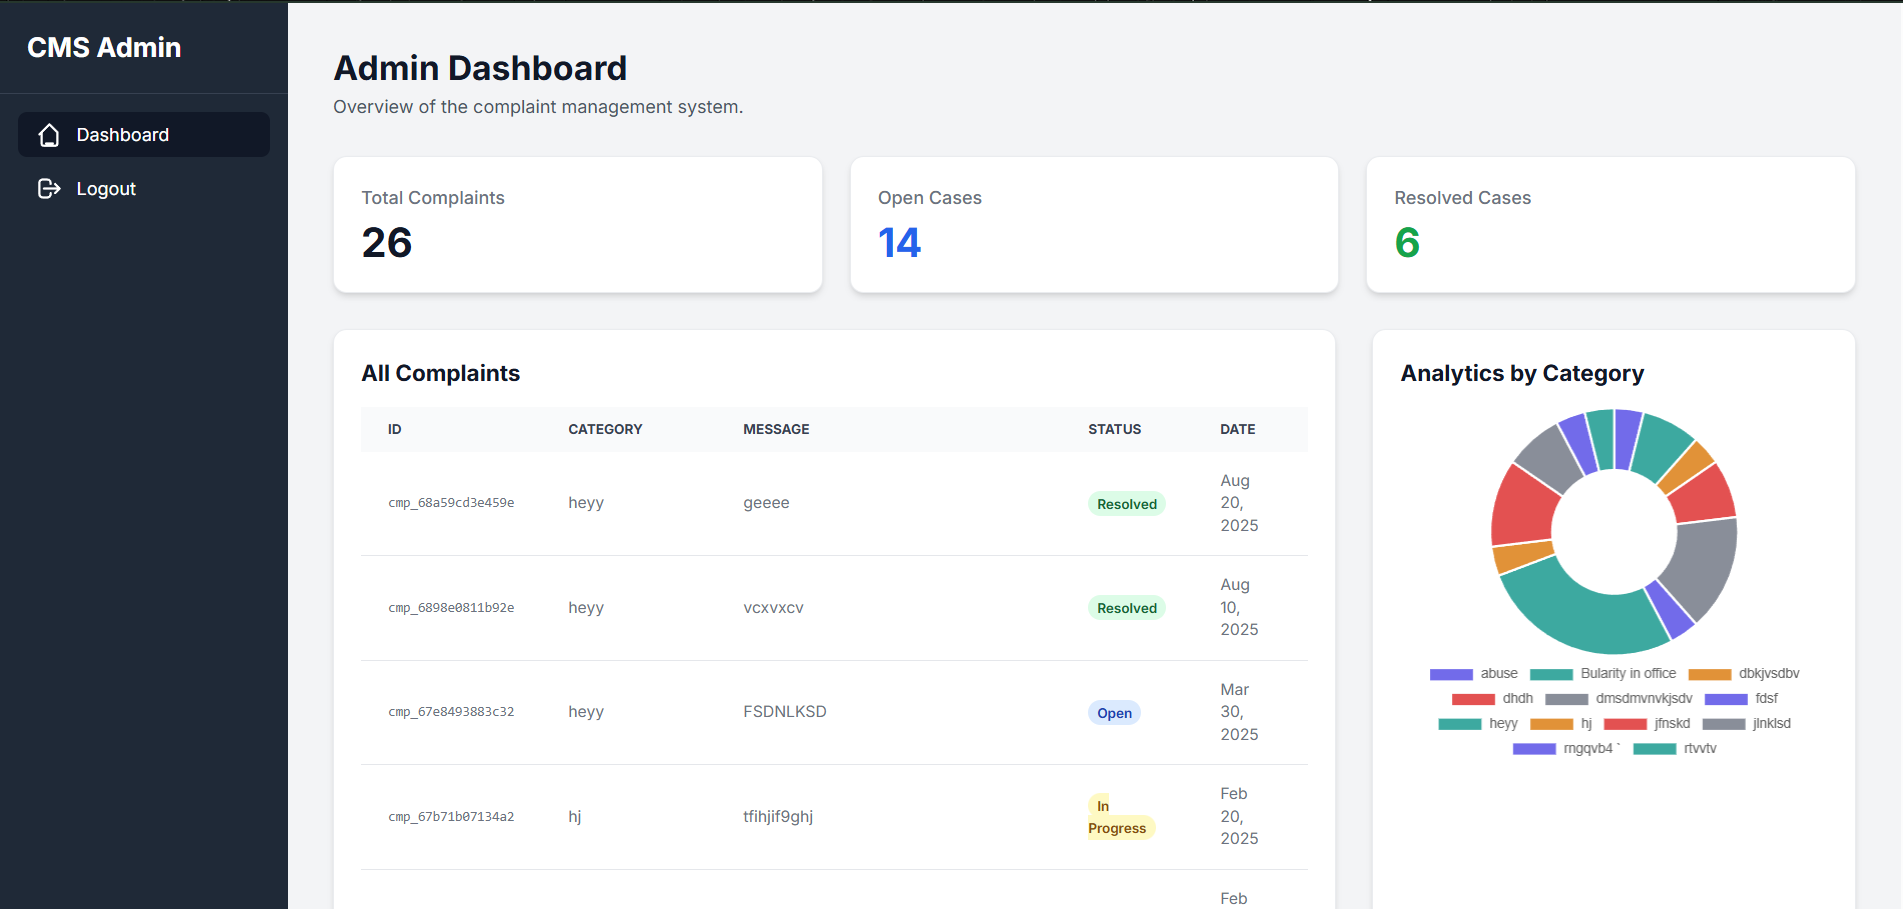 CMS Admin
Dashboard
Logout
Admin Dashboard
Overview of the complaint management system.
Total Complaints
26
Open Cases
14
Resolved Cases
6
All Complaints
ID CATEGORY MESSAGE STATUS DATE
cmp_68a59cd3e459e heyy geeee Resolved Aug
20,
2025
cmp_6898e0811b92e heyy vcxvxcv Resolved Aug
10,
2025
cmp_67e8493883c32 heyy FSDNLKSD Open Mar
30,
2025
cmp_67b71b07134a2 hj tfihjif9ghj In
Progress Feb
20,
2025
Feb
Analytics by Category
abuse Bularity in office dbkjvsdbv
dhdh dmsdmvnvkjsdv fdsf
heyy hj jfnskd jlnklsd
rngqvb4 ` rtvvtv